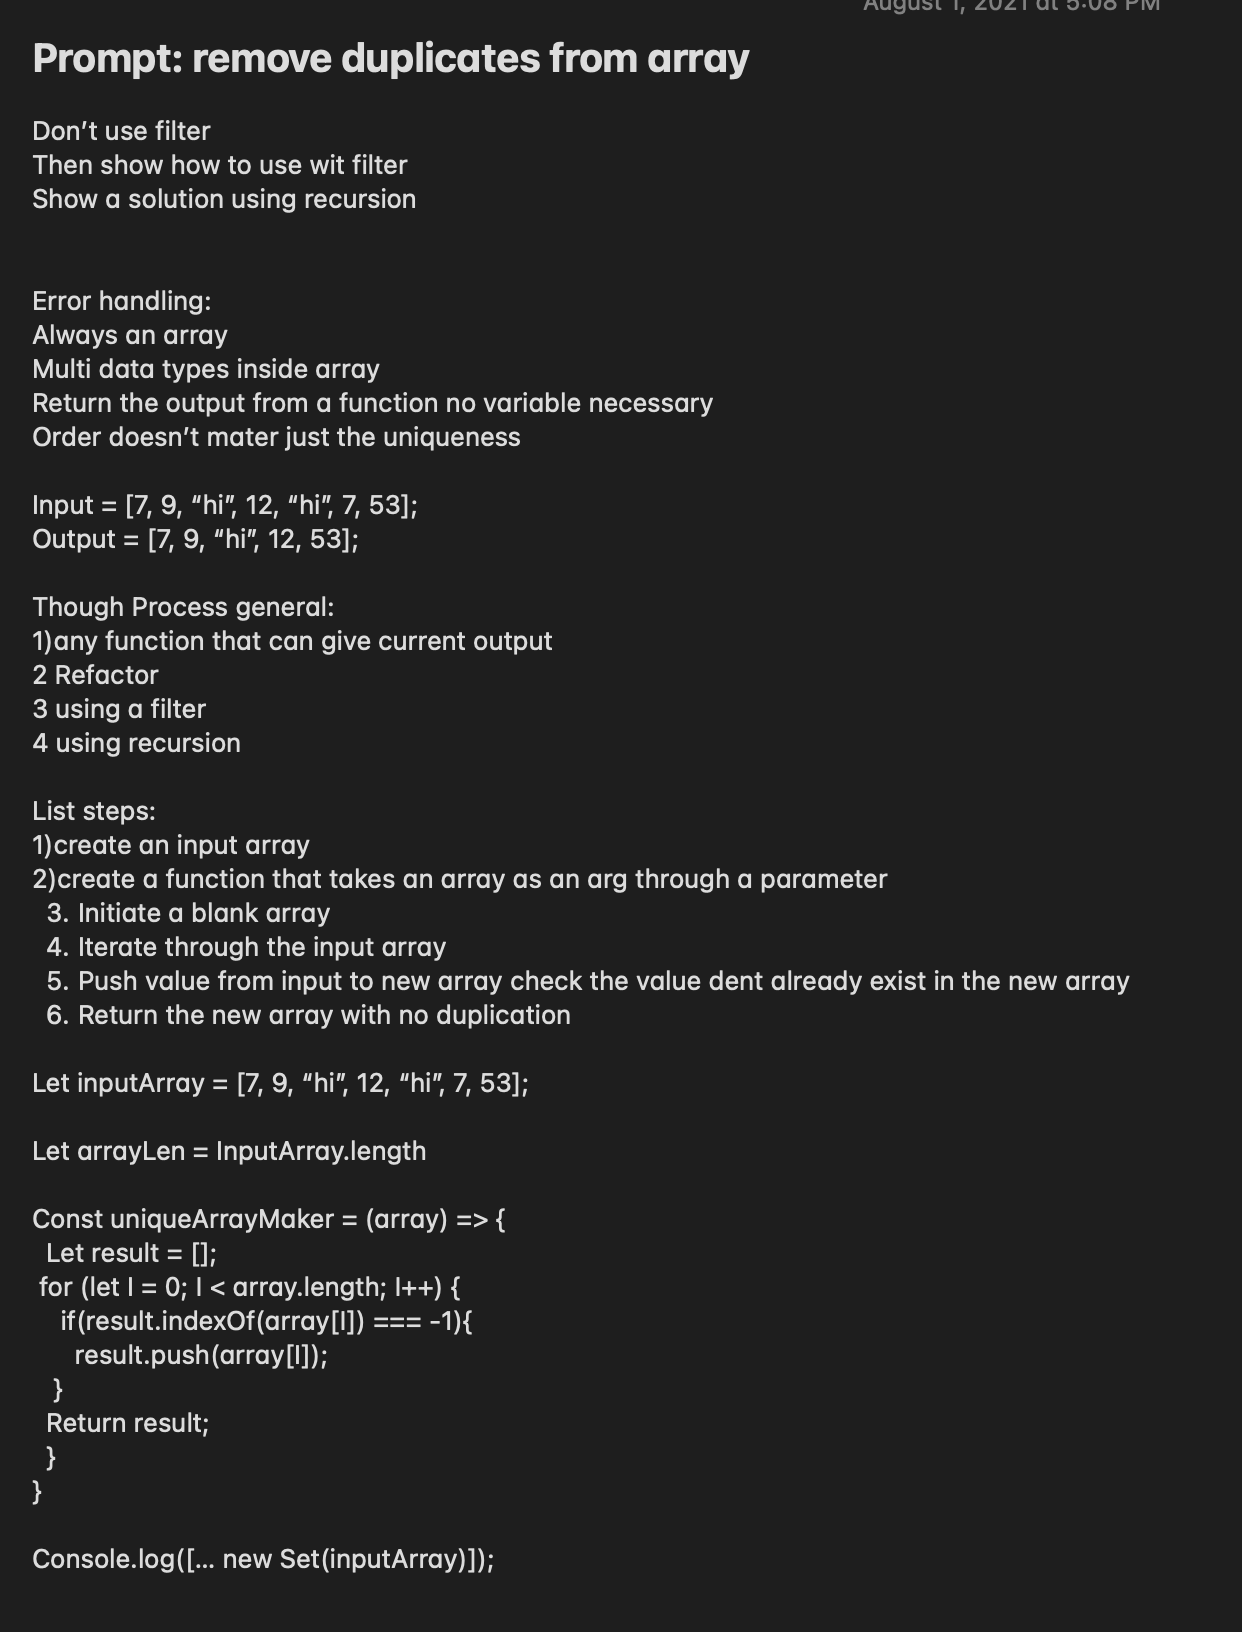 August 1, 2021 at 5:08 PM
Prompt: remove duplicates from array
Don’t use filter
Then show how to use wit filter
Show a solution using recursion
Error handling:
Always an array
Multi data types inside array
Return the output from a function no variable necessary
Order doesn’t mater just the uniqueness
Input = [7, 9, “hi”, 12, “hi”, 7, 53];
Output = [7, 9, “hi”, 12, 53];
Though Process general:
1)any function that can give current output
2 Refactor
3 using a filter
4 using recursion
List steps:
1)create an input array
2)create a function that takes an array as an arg through a parameter
3. Initiate a blank array
4. Iterate through the input array
5. Push value from input to new array check the value dent already exist in the new array
6. Return the new array with no duplication
Let inputArray = [7, 9, “hi”, 12, “hi”, 7, 53];
Let arrayLen = InputArray.length
Const uniqueArrayMaker = (array) => {
Let result = [];
for (let I = 0; I < array.length; I++) {
if(result.indexOf(array[I]) === -1){
result.push(array[I]);
}
Return result;
}
}
Console.log([... new Set(inputArray)]);